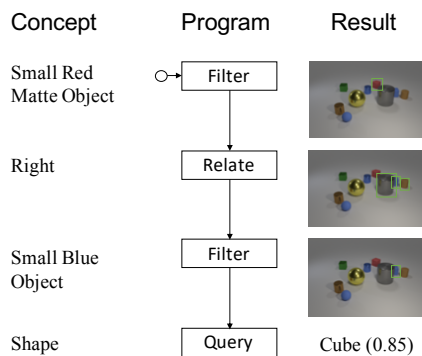 Concept Program Result
Small Red Filter
Matte Object
Right Relate
Small Blue Filter
Object
Shape Query Cube (0.85)